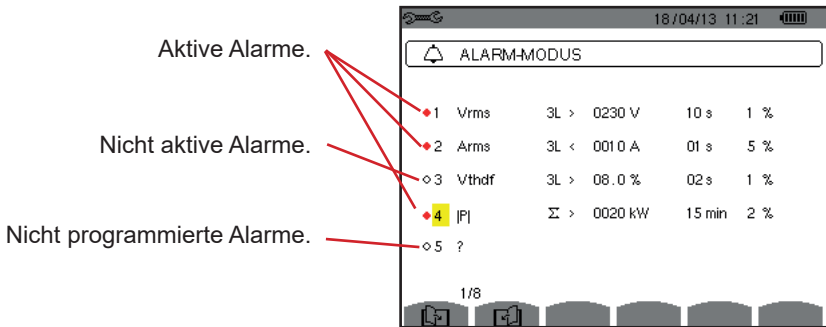 18/04/13 11:21
ALARM-MODUS
Aktive Alarme.
1 Vrms 3L > 0230 V 10 s 1 %
2 Arms 3L < 0010 A 01 s 5 %
Nicht aktive Alarme.
3 Vthdf 3L > 08.0 % 02 s 1 %
4 |P| Σ > 0020 kW 15 min 2 %
Nicht programmierte Alarme.
5 ?
1/8